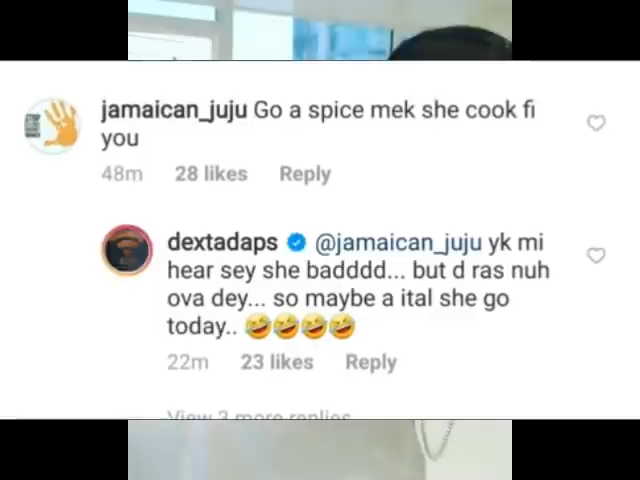 jamaican_juju Go a spice mek she cook fi
you
48m 28 likes Reply
dextadaps @jamaican_juju yk mi
hear sey she badddd... but d ras nuh
ova dey... so maybe a ital she go
today.. 🤣🤣🤣🤣
22m 23 likes Reply
View 3 more replies